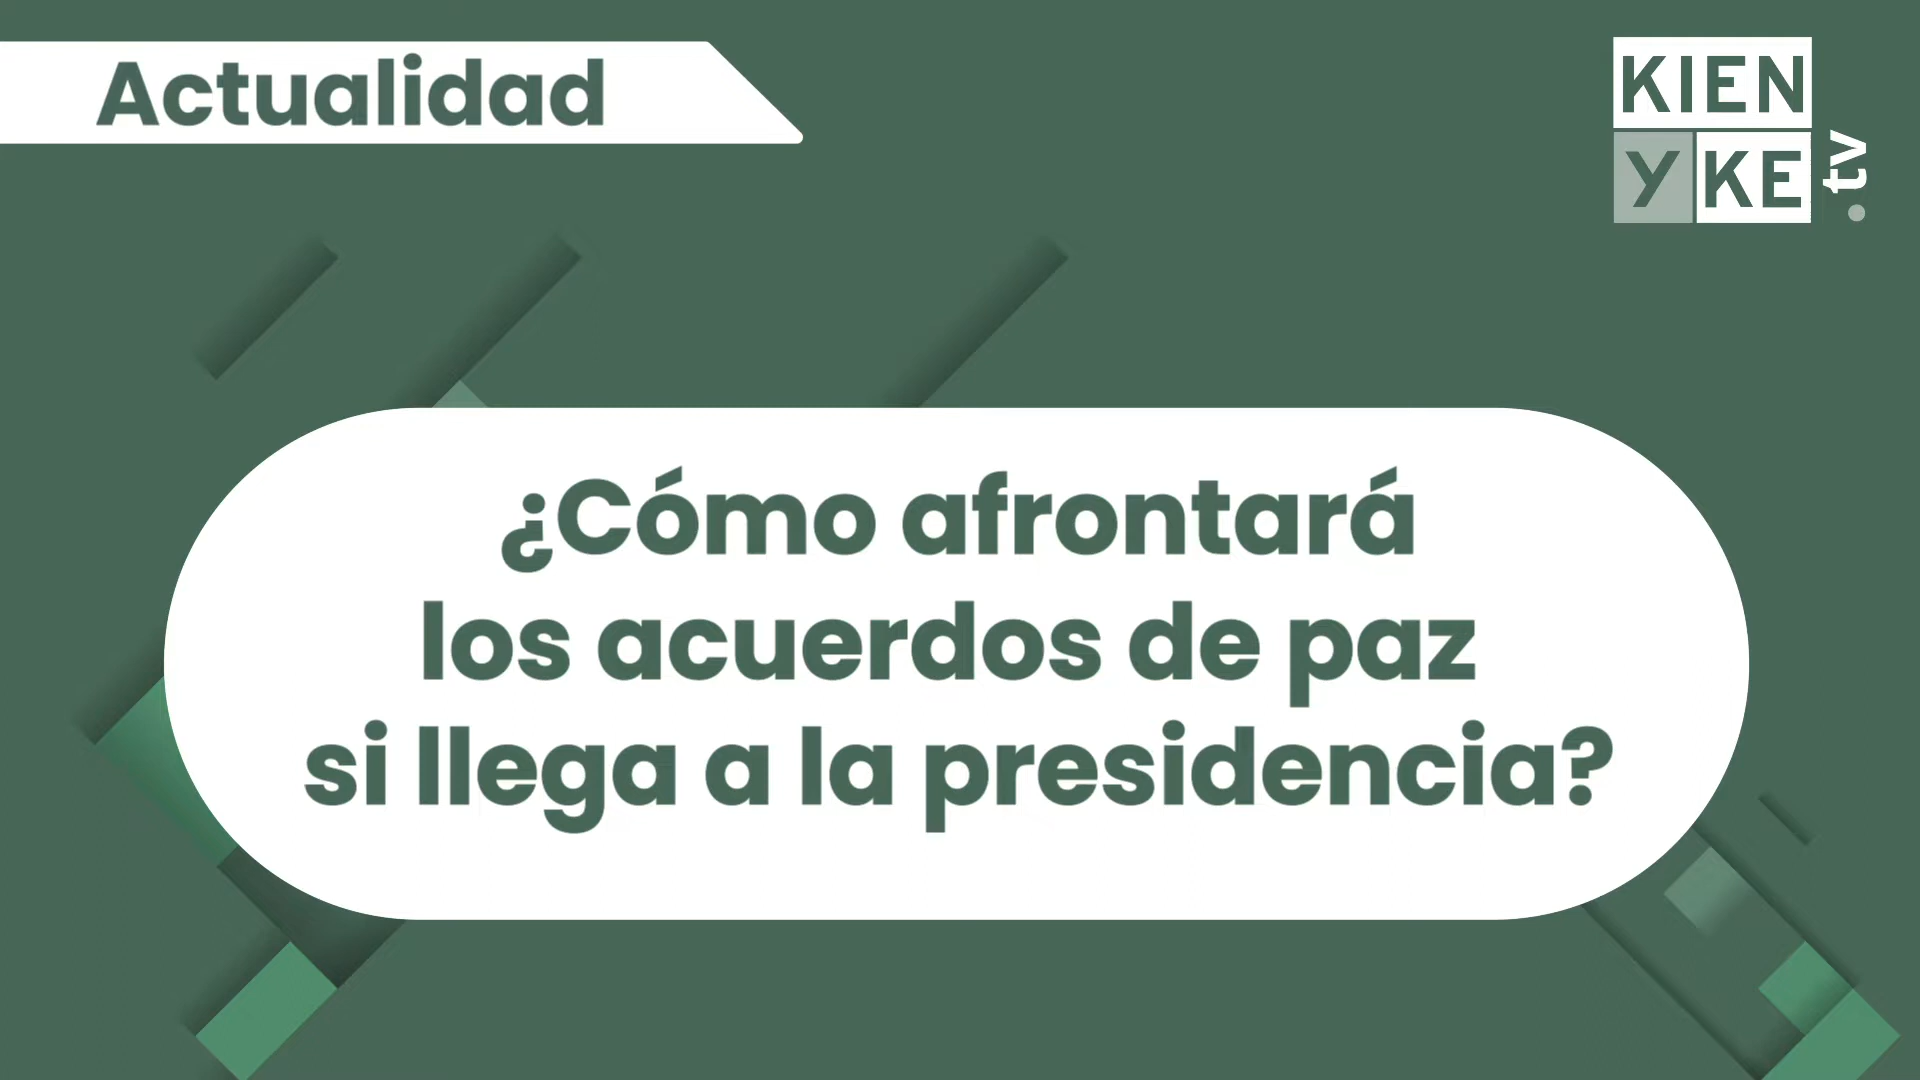 Actualidad
KIEN
YKE
.tv
¿Cómo afrontará
los acuerdos de paz
si llega a la presidencia?